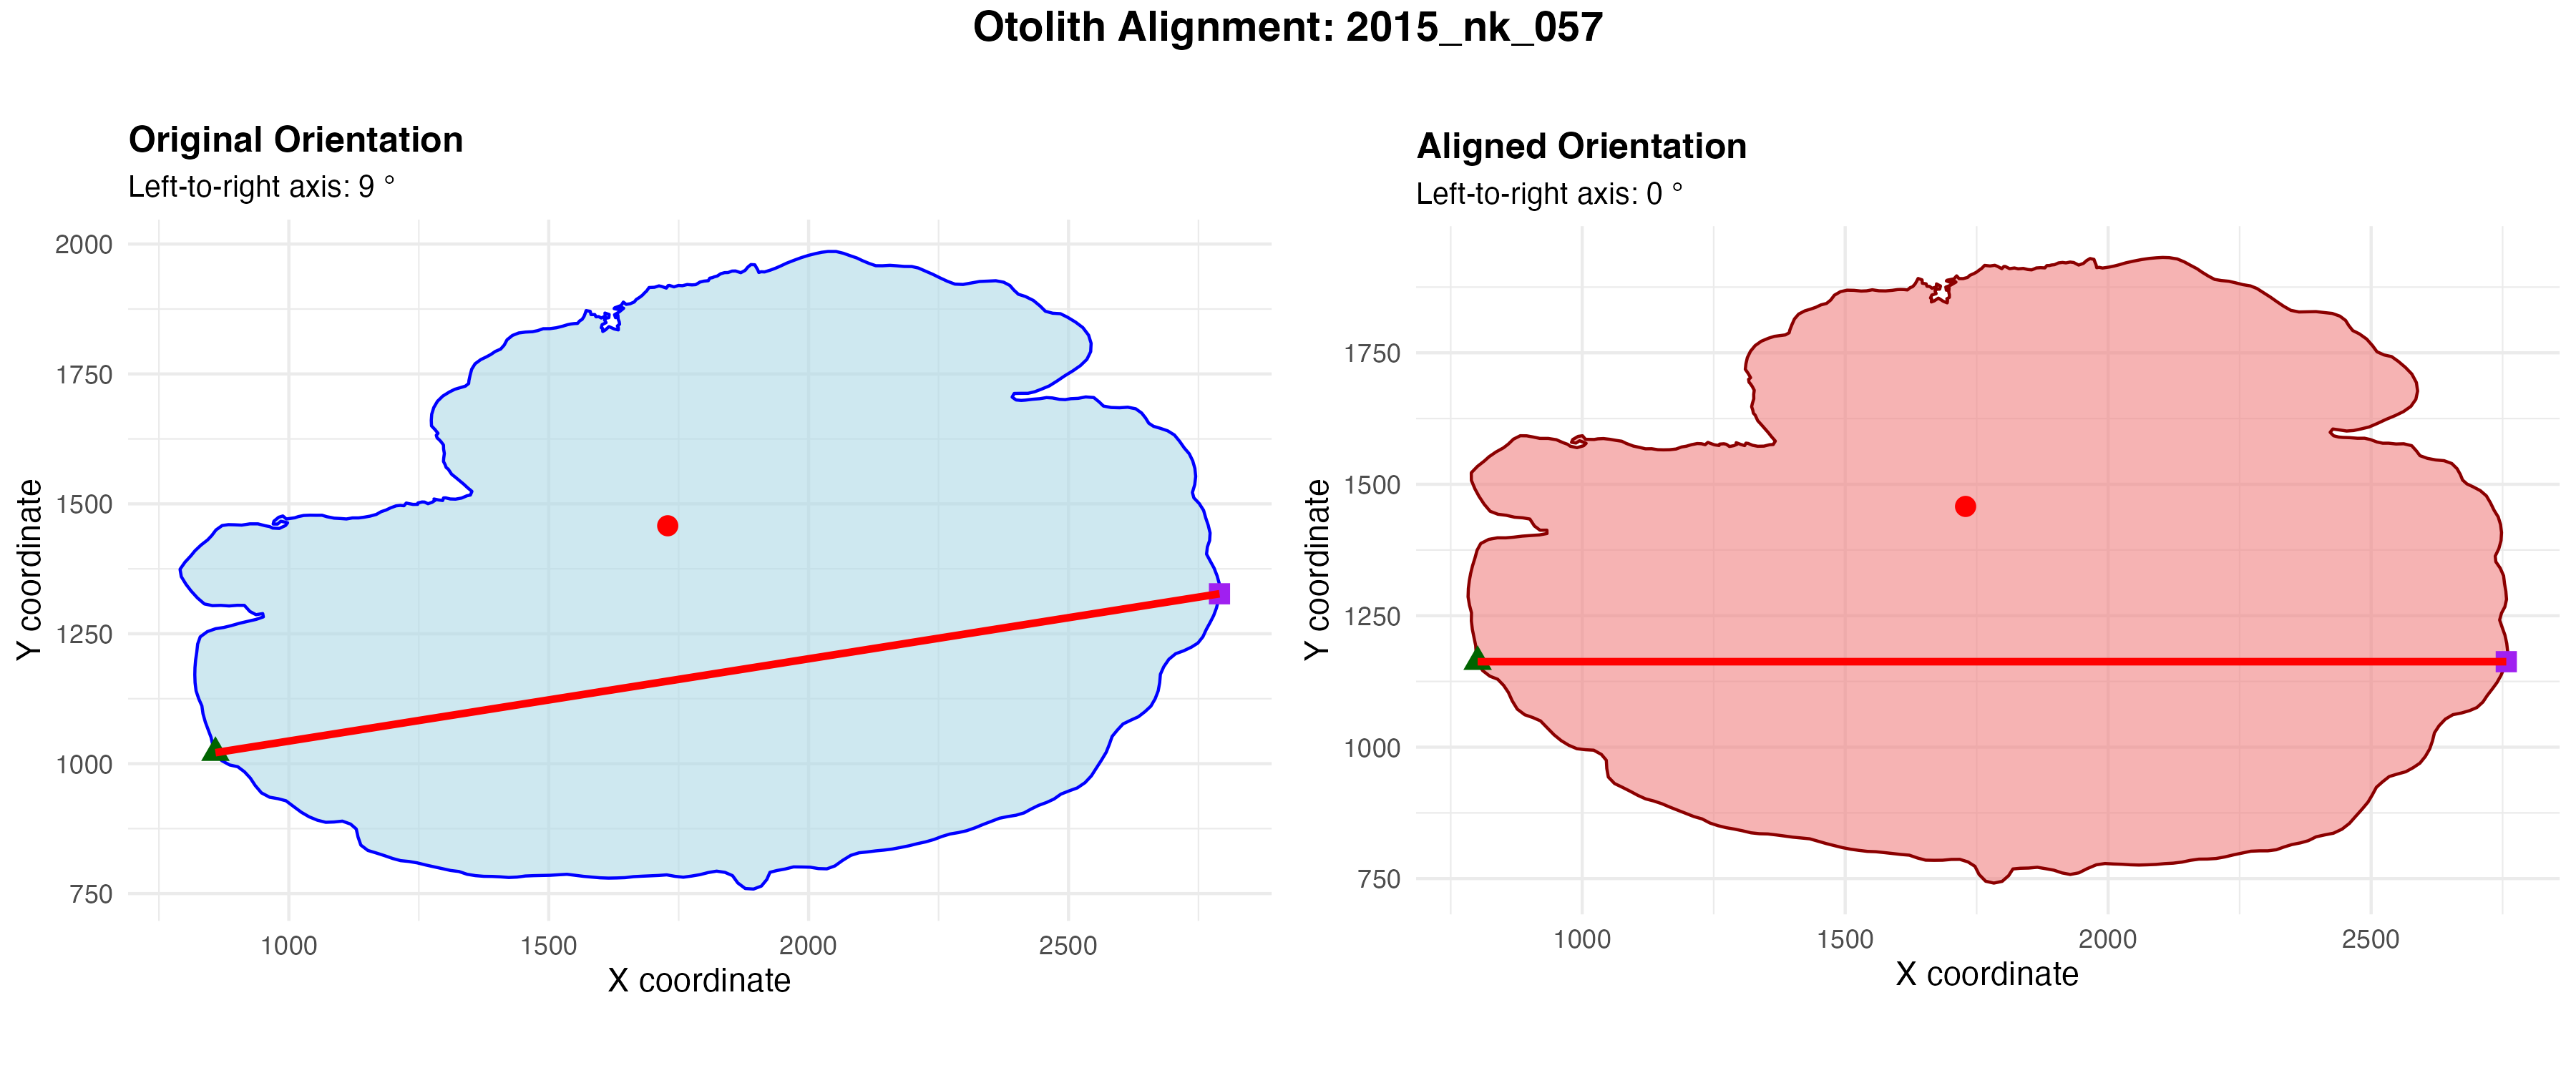 Otolith Alignment: 2015_nk_057
Original Orientation
Left-to-right axis: 9 °
2000
1750
1500
1250
1000
750
Y coordinate
1000 1500 2000 2500
X coordinate
Aligned Orientation
Left-to-right axis: 0 °
1750
1500
1250
1000
750
Y coordinate
1000 1500 2000 2500
X coordinate